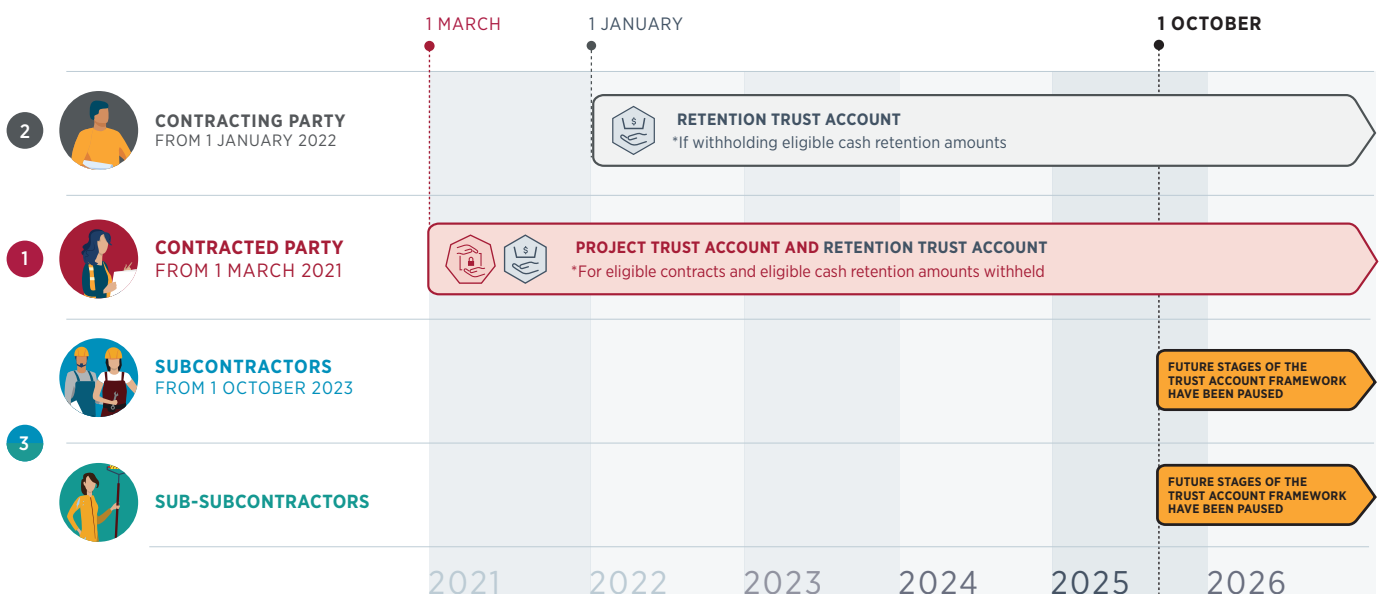 1 MARCH
1 JANUARY
1 OCTOBER
2
CONTRACTING PARTY
FROM 1 JANUARY 2022
$
RETENTION TRUST ACCOUNT
*If withholding eligible cash retention amounts
1
CONTRACTED PARTY
FROM 1 MARCH 2021
$
PROJECT TRUST ACCOUNT AND RETENTION TRUST ACCOUNT
*For eligible contracts and eligible cash retention amounts withheld
SUBCONTRACTORS
FROM 1 OCTOBER 2023
FUTURE STAGES OF THE
TRUST ACCOUNT FRAMEWORK
HAVE BEEN PAUSED
3
SUB-SUBCONTRACTORS
FUTURE STAGES OF THE
TRUST ACCOUNT FRAMEWORK
HAVE BEEN PAUSED
2021
2022
2023
2024
2025
2026